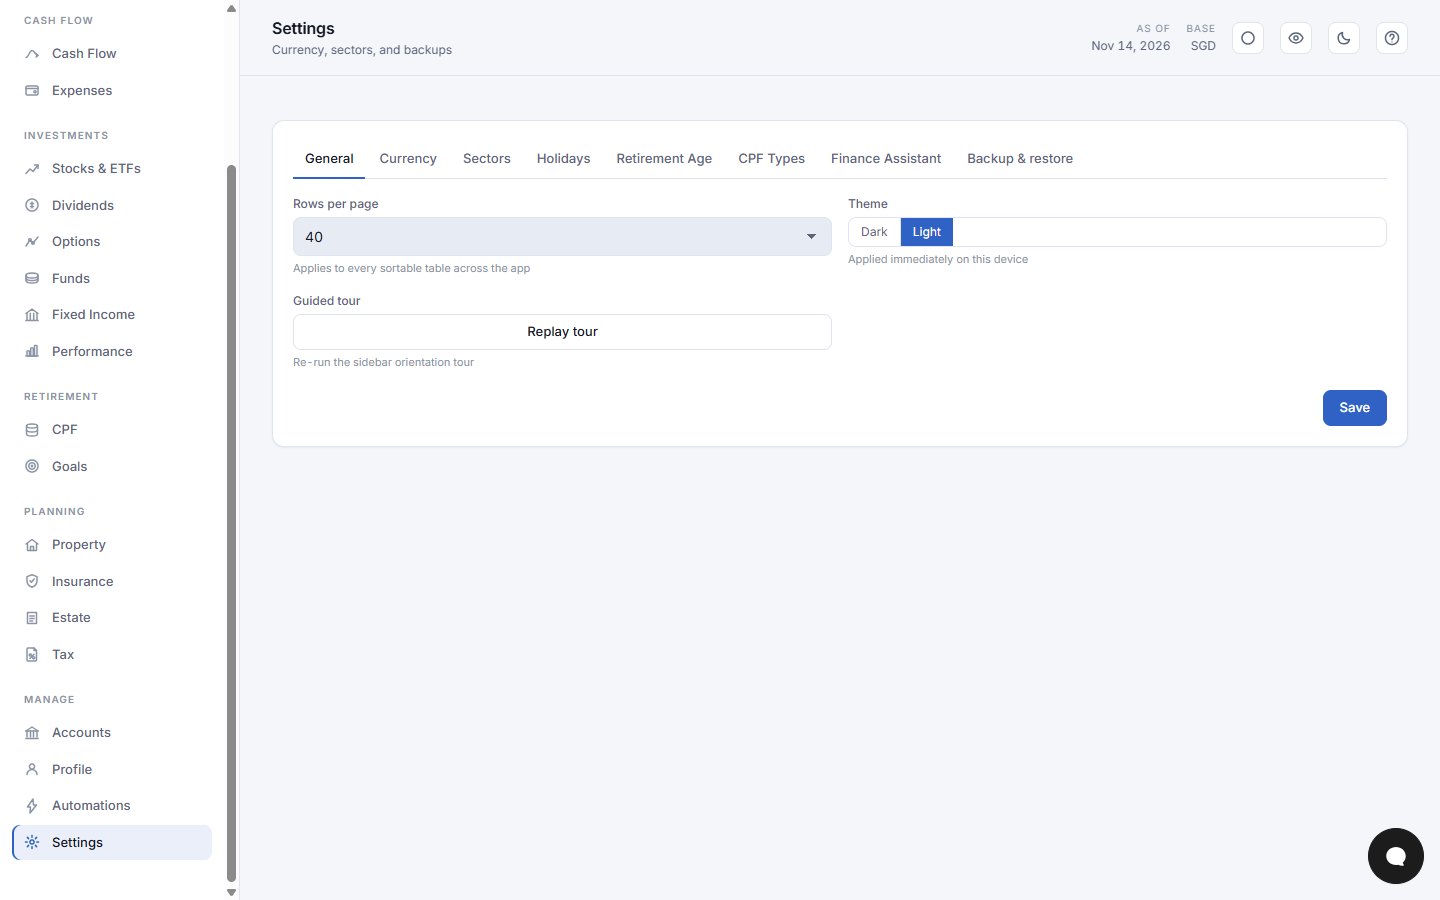 CASH FLOW
Cash Flow
Expenses
INVESTMENTS
Stocks & ETFs
Dividends
Options
Funds
Fixed Income
Performance
RETIREMENT
CPF
Goals
PLANNING
Property
Insurance
Estate
Tax
MANAGE
Accounts
Profile
Automations
Settings
Settings
Currency, sectors, and backups
AS OF
Nov 14, 2026
BASE
SGD
General Currency Sectors Holidays Retirement Age CPF Types Finance Assistant Backup & restore
Rows per page
40
Applies to every sortable table across the app
Theme
Dark Light
Applied immediately on this device
Guided tour
Replay tour
Re-run the sidebar orientation tour
Save